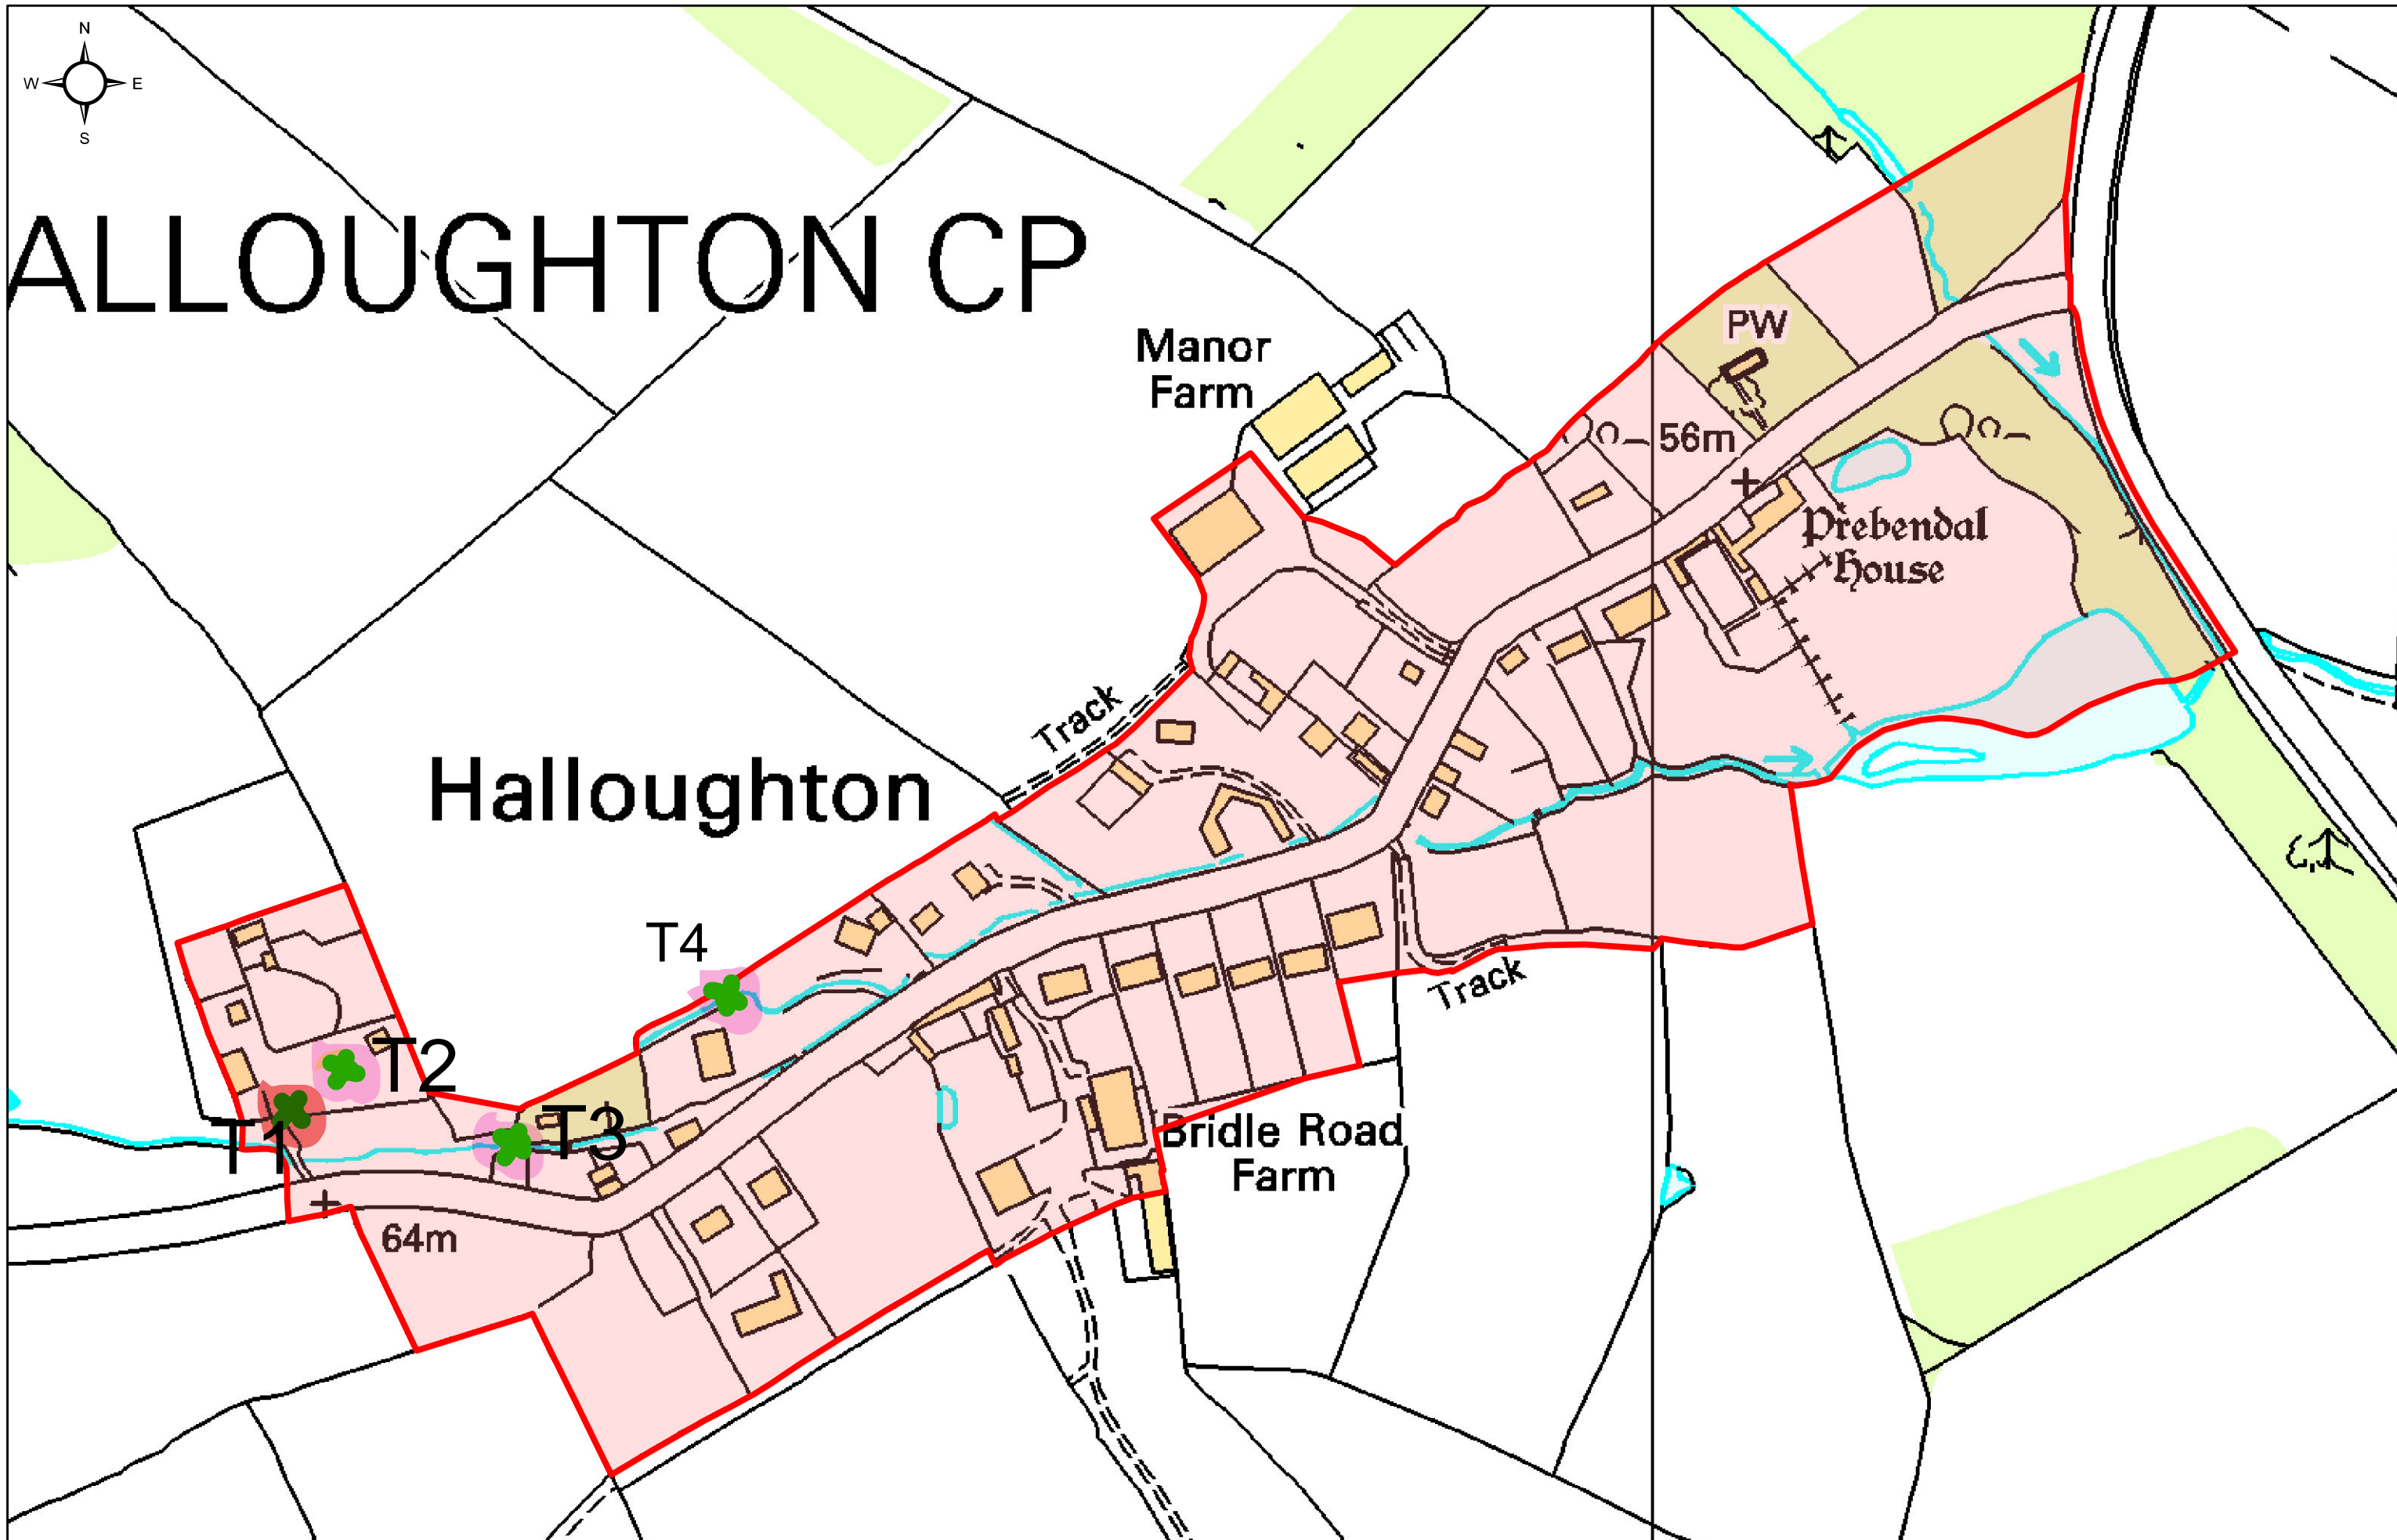 N
W E
S
ALLOUGHTON CP
Manor
Farm
PW
56m
Prebendal
House
Track
Halloughton
T4
Track
T2
T1
T3
Bridle Road
Farm
64m